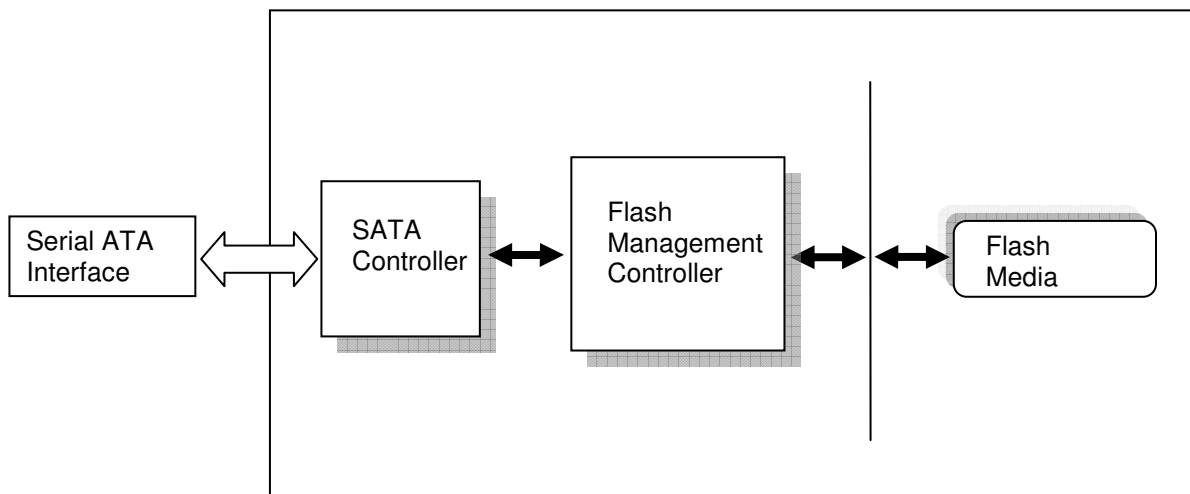 Serial ATA
Interface
SATA
Controller
Flash
Management
Controller
Flash
Media